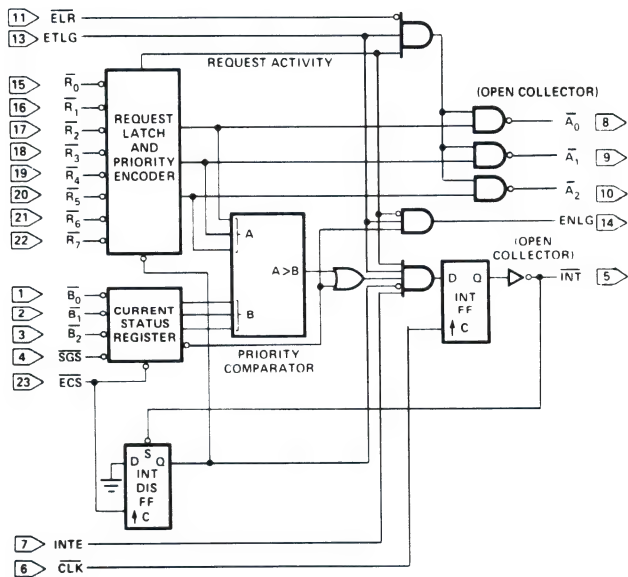 11 ELR
13 ETLG
REQUEST ACTIVITY
15 R0
16 R1
17 R2
18 R3
19 R4
20 R5
21 R6
22 R7
REQUEST
LATCH
AND
PRIORITY
ENCODER
(OPEN COLLECTOR)
A0 8
A1 9
A2 10
ENLG 14
A
A>B
B
PRIORITY
COMPARATOR
(OPEN
COLLECTOR)
D Q
INT
FF
C
INT 5
1 B0
2 B1
3 B2
4 SGS
23 ECS
CURRENT
STATUS
REGISTER
S
D Q
INT
DIS
FF
C
7 INTE
6 CLK